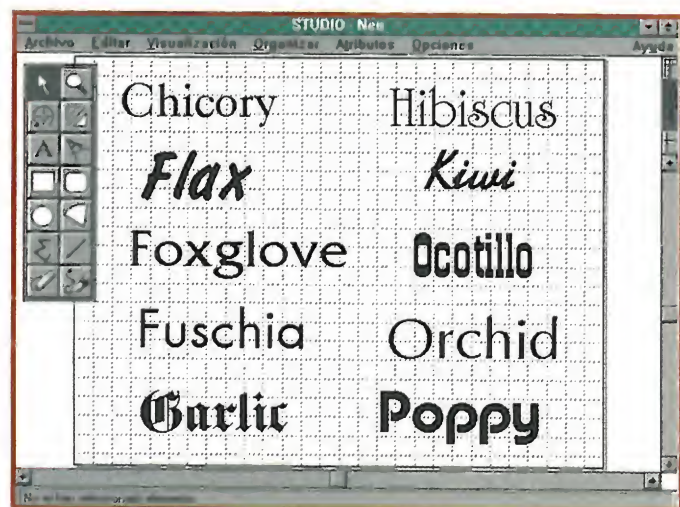 STUDIO - New
Archivo Editar Visualización Organizar Atributos Opciones Ayuda
A
Chicory Hibiscus
Flax Kiwi
Foxglove Ocotillo
Fuschia Orchid
Garlic Poppy